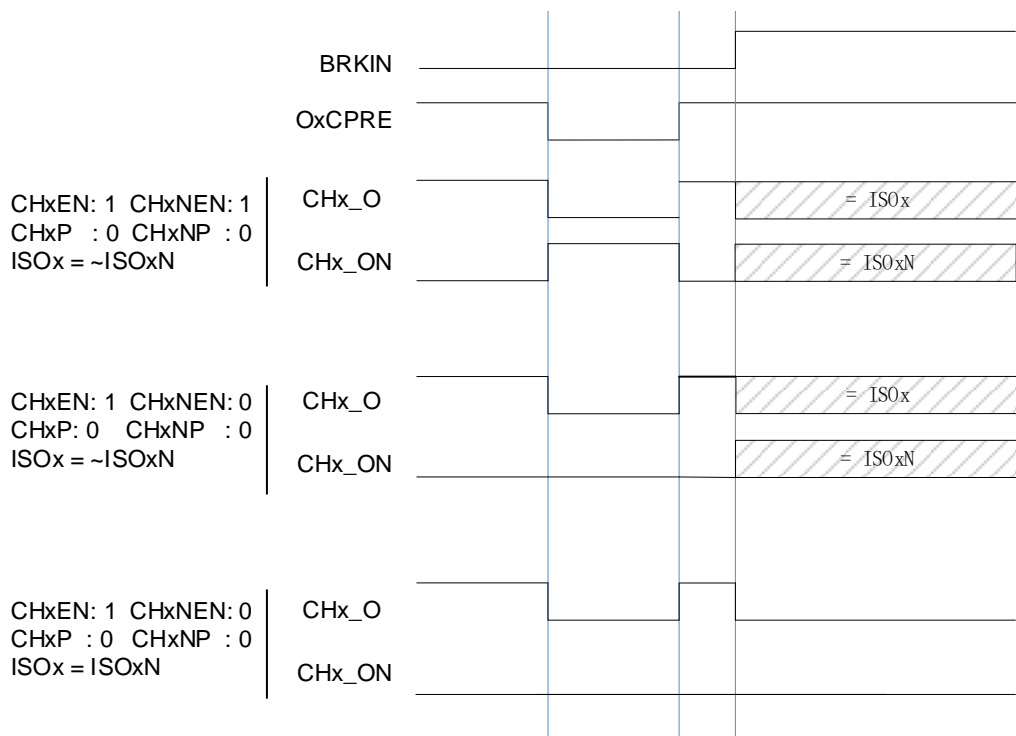 BRKIN
OxCPRE
CHxEN: 1 CHxNEN: 1
CHxP : 0 CHxNP : 0
ISOx = ~ISOxN
CHx_O
= ISOx
CHx_ON
= ISOxN
CHxEN: 1 CHxNEN: 0
CHxP: 0 CHxNP : 0
ISOx = ~ISOxN
CHx_O
= ISOx
CHx_ON
= ISOxN
CHxEN: 1 CHxNEN: 0
CHxP : 0 CHxNP : 0
ISOx = ISOxN
CHx_O
CHx_ON